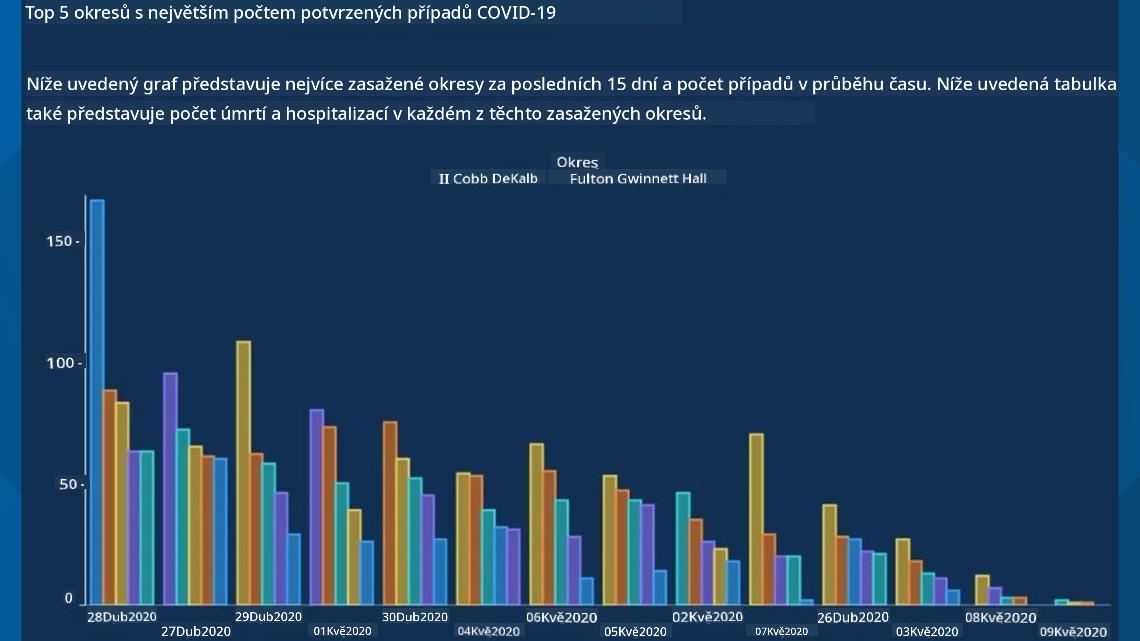 Top 5 okresů s největším počtem potvrzených případů COVID-19
Níže uvedený graf představuje nejvíce zasažené okresy za posledních 15 dní a počet případů v průběhu času. Níže uvedená tabulka
také představuje počet úmrtí a hospitalizací v každém z těchto zasažených okresů.
Okres
II Cobb DeKalb Fulton Gwinnett Hall
150 -
100 -
50 -
0
28Dub2020 29Dub2020 30Dub2020 06Kvě2020 02Kvě2020 26Dub2020 08Kvě2020
27Dub2020 01Kvě2020 04Kvě2020 05Kvě2020 07Kvě2020 03Kvě2020 09Kvě2020